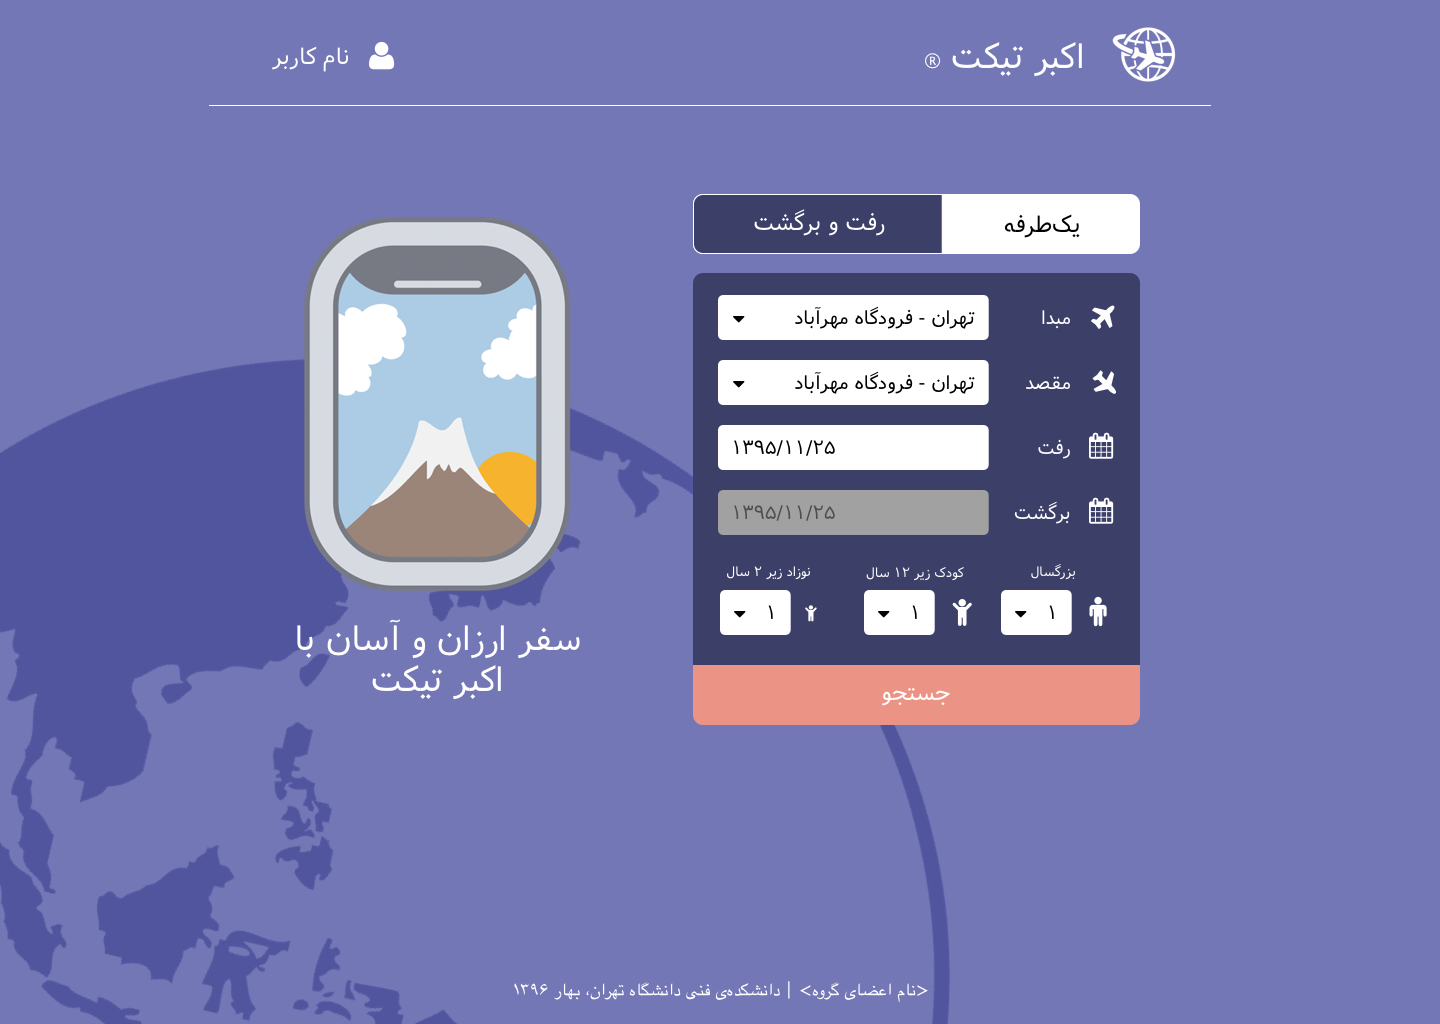 اکبر تیکت ®
نام کاربر
یک‌طرفه
رفت و برگشت
مبدا
تهران - فرودگاه مهرآباد
مقصد
تهران - فرودگاه مهرآباد
رفت
۱۳۹۵/۱۱/۲۵
برگشت
۱۳۹۵/۱۱/۲۵
بزرگسال
کودک زیر ۱۲ سال
نوزاد زیر ۲ سال
۱
۱
۱
جستجو
سفر ارزان و آسان با
اکبر تیکت
<نام اعضای گروه> | دانشکده‌ی فنی دانشگاه تهران، بهار ۱۳۹۶